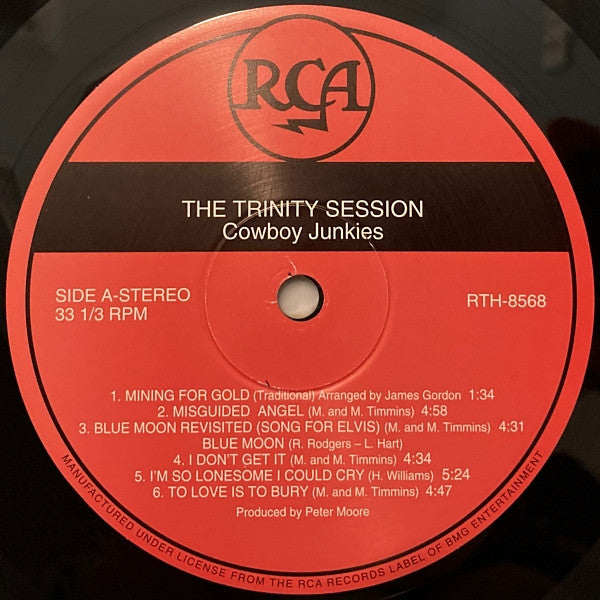 RCA
THE TRINITY SESSION
Cowboy Junkies
SIDE A-STEREO
33 1/3 RPM
RTH-8568
1. MINING FOR GOLD (Traditional) Arranged by James Gordon 1:34
2. MISGUIDED ANGEL (M. and M. Timmins) 4:58
3. BLUE MOON REVISITED (SONG FOR ELVIS) (M. and M. Timmins) 4:31
BLUE MOON (R. Rodgers – L. Hart)
4. I DON'T GET IT (M. and M. Timmins) 4:34
5. I'M SO LONESOME I COULD CRY (H. Williams) 5:24
6. TO LOVE IS TO BURY (M. and M. Timmins) 4:47
Produced by Peter Moore
MANUFACTURED UNDER LICENSE FROM THE RCA RECORDS LABEL OF BMG ENTERTAINMENT